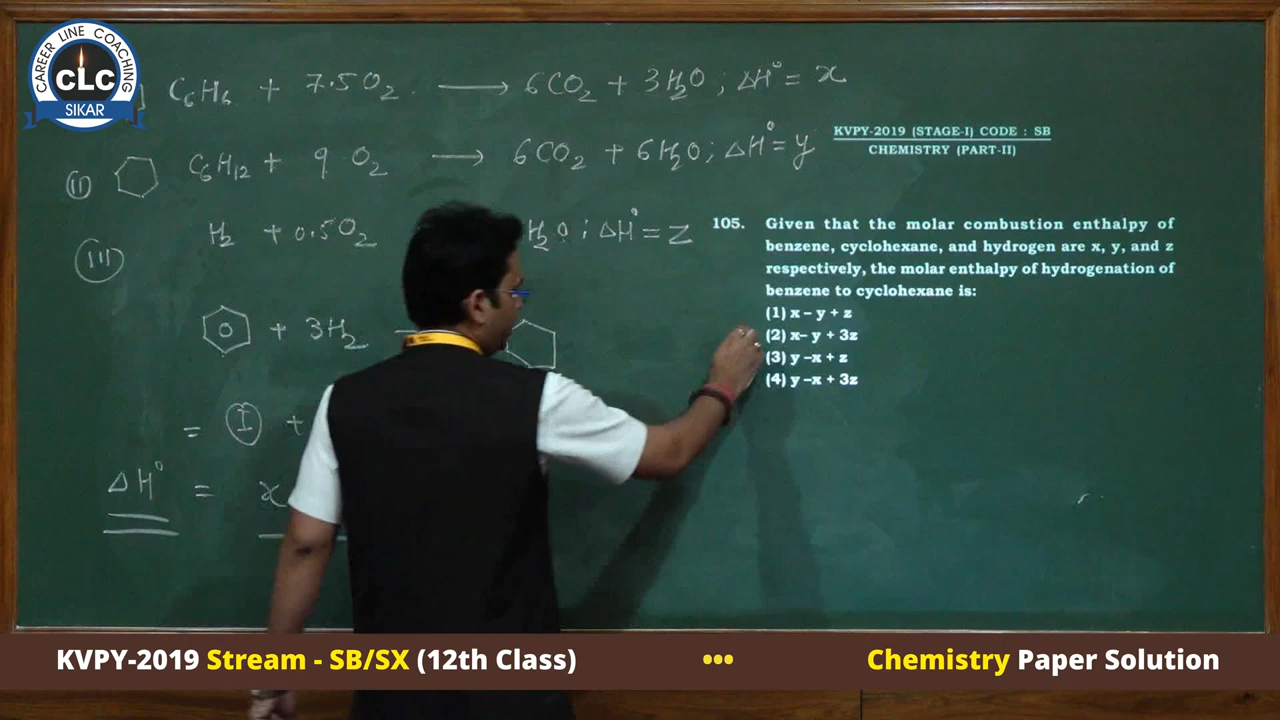 CAREER LINE COACHING
CLC
SIKAR
C₆H₆ + 7.5O₂ ⟶ 6CO₂ + 3H₂O ; ΔH° = x
(II) C₆H₁₂ + 9 O₂ ⟶ 6CO₂ + 6H₂O ; ΔH° = y
(III) H₂ + 0.5O₂ H₂O ; ΔH° = z
+ 3H₂
= (I) +
ΔH° = x
KVPY-2019 (STAGE-I) CODE : SB
CHEMISTRY (PART-II)
105. Given that the molar combustion enthalpy of
benzene, cyclohexane, and hydrogen are x, y, and z
respectively, the molar enthalpy of hydrogenation of
benzene to cyclohexane is:
(1) x – y + z
(2) x– y + 3z
(3) y –x + z
(4) y –x + 3z
KVPY-2019 Stream - SB/SX (12th Class) ••• Chemistry Paper Solution